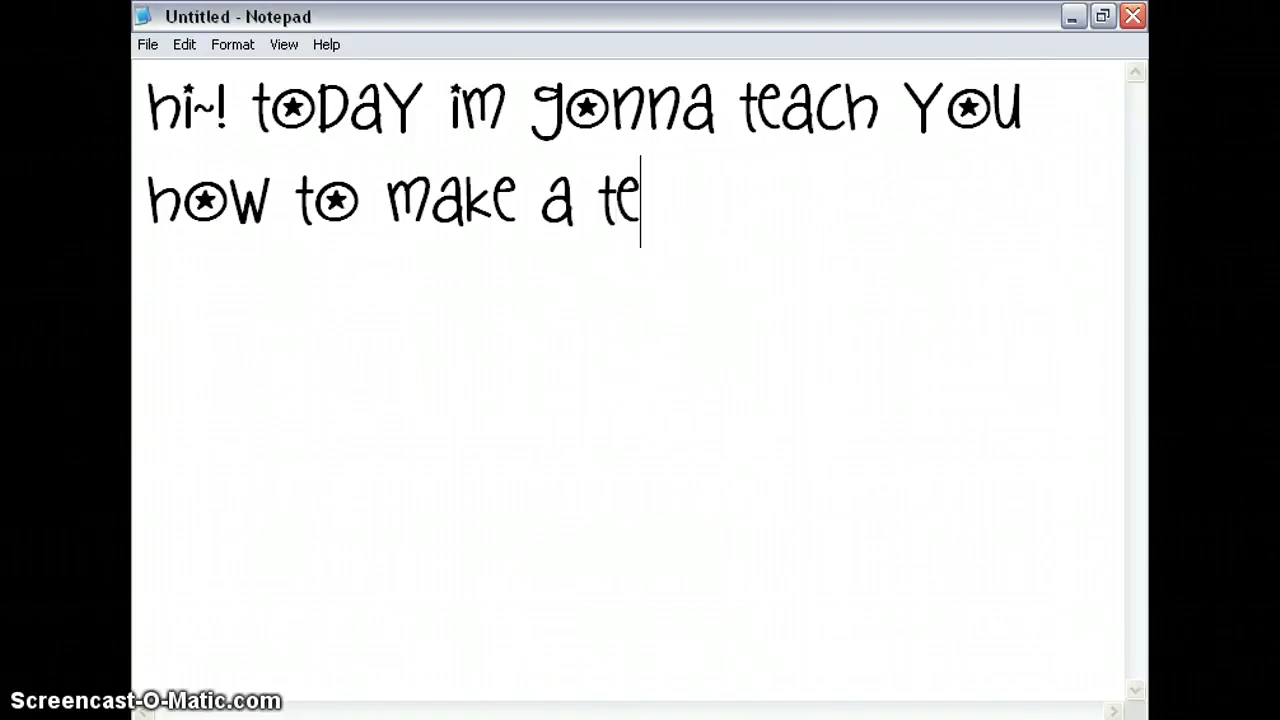 Untitled - Notepad
File Edit Format View Help
hi~! today im gonna teach you
how to make a te
Screencast-O-Matic.com